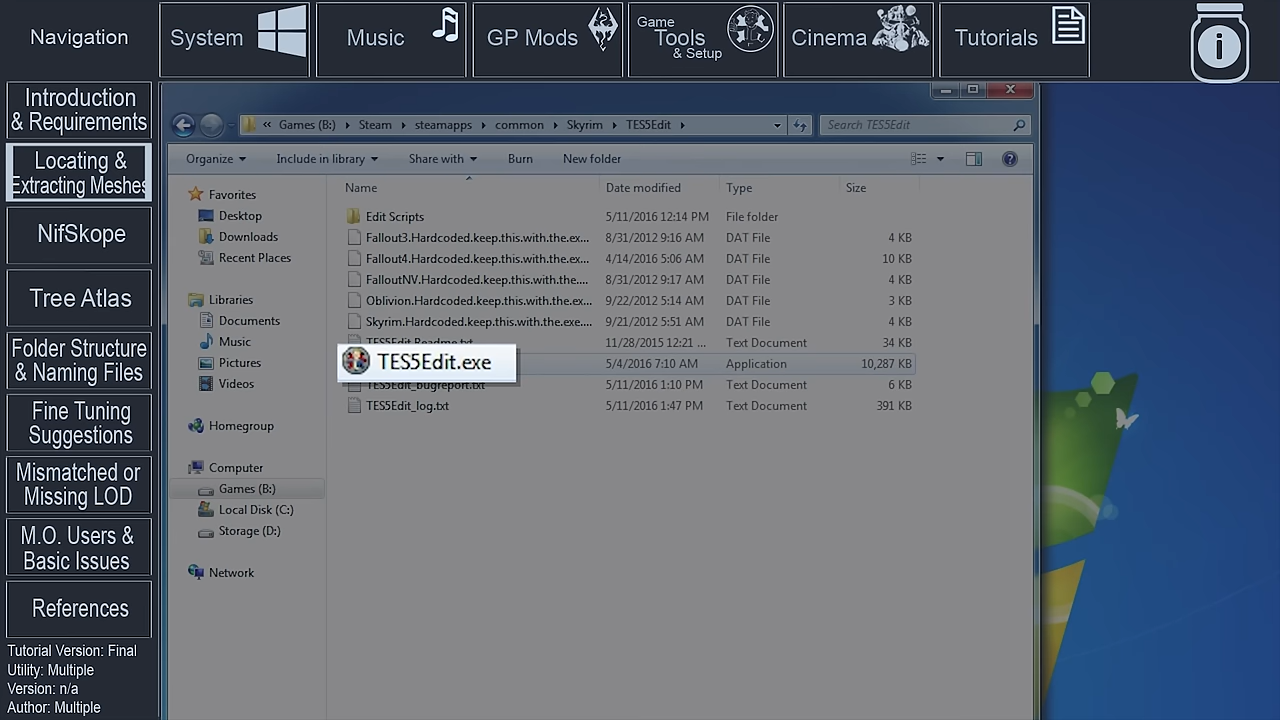 Navigation
System
Music
GP Mods
Game
Tools
& Setup
Cinema
Tutorials
Introduction
& Requirements
Locating &
Extracting Meshes
NifSkope
Tree Atlas
Folder Structure
& Naming Files
Fine Tuning
Suggestions
Mismatched or
Missing LOD
M.O. Users &
Basic Issues
References
Tutorial Version: Final
Utility: Multiple
Version: n/a
Author: Multiple
« Games (B:) Steam steamapps common Skyrim TES5Edit
Search TES5Edit
Organize Include in library Share with Burn New folder
Favorites
Desktop
Downloads
Recent Places
Libraries
Documents
Music
Pictures
Videos
Homegroup
Computer
Games (B:)
Local Disk (C:)
Storage (D:)
Network
Name Date modified Type Size
Edit Scripts 5/11/2016 12:14 PM File folder
Fallout3.Hardcoded.keep.this.with.the.ex... 8/31/2012 9:16 AM DAT File 4 KB
Fallout4.Hardcoded.keep.this.with.the.ex... 4/14/2016 5:06 AM DAT File 10 KB
FalloutNV.Hardcoded.keep.this.with.the.... 8/31/2012 9:17 AM DAT File 4 KB
Oblivion.Hardcoded.keep.this.with.the.ex... 9/22/2012 5:14 AM DAT File 3 KB
Skyrim.Hardcoded.keep.this.with.the.exe.... 9/21/2012 5:51 AM DAT File 4 KB
TES5Edit Readme.txt 11/28/2015 12:21 ... Text Document 34 KB
TES5Edit.exe 5/4/2016 7:10 AM Application 10,287 KB
TES5Edit_bugreport.txt 5/11/2016 1:10 PM Text Document 6 KB
TES5Edit_log.txt 5/11/2016 1:47 PM Text Document 391 KB